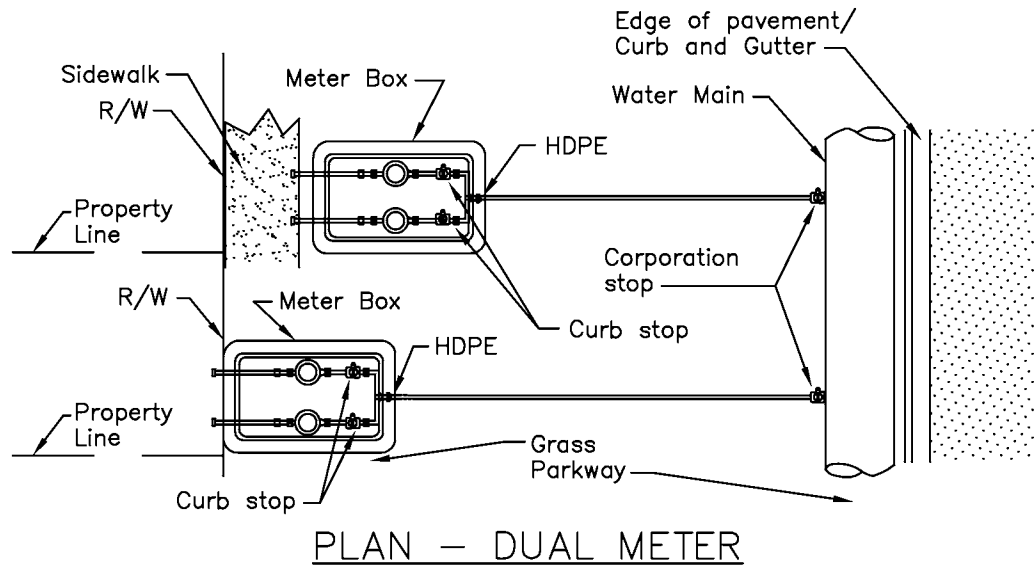 Edge of pavement/
Curb and Gutter
Sidewalk
Meter Box
R/W
Water Main
HDPE
Property
Line
Corporation
stop
R/W
Meter Box
Curb stop
HDPE
Property
Line
Grass
Parkway
Curb stop
PLAN – DUAL METER